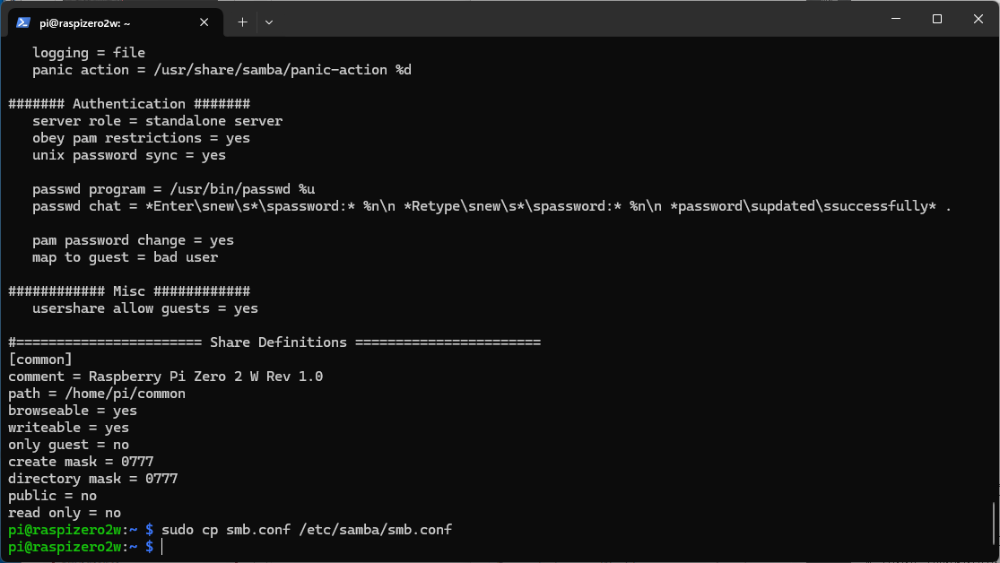 pi@raspizero2w: ~
logging = file
panic action = /usr/share/samba/panic-action %d
####### Authentication #######
server role = standalone server
obey pam restrictions = yes
unix password sync = yes
passwd program = /usr/bin/passwd %u
passwd chat = *Enter\snew\s*\spassword:* %n\n *Retype\snew\s*\spassword:* %n\n *password\supdated\ssuccessfully* .
pam password change = yes
map to guest = bad user
############ Misc ############
usershare allow guests = yes
#======================= Share Definitions =======================
[common]
comment = Raspberry Pi Zero 2 W Rev 1.0
path = /home/pi/common
browseable = yes
writeable = yes
only guest = no
create mask = 0777
directory mask = 0777
public = no
read only = no
pi@raspizero2w:~ $ sudo cp smb.conf /etc/samba/smb.conf
pi@raspizero2w:~ $